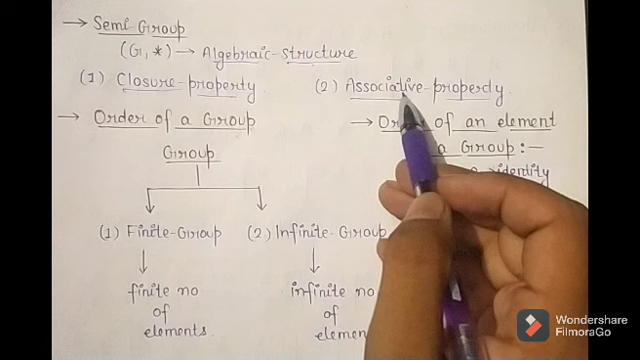 → Semi Group
(G, *) → Algebraic structure
(1) Closure-property
(2) Associative-property.
→ Order of a Group
→ of an element
a Group:—
identity
Group
(1) Finite-Group
(2) Infinite-Group
finite no
of
elements.
infinite no
of
Wondershare
FilmoraGo